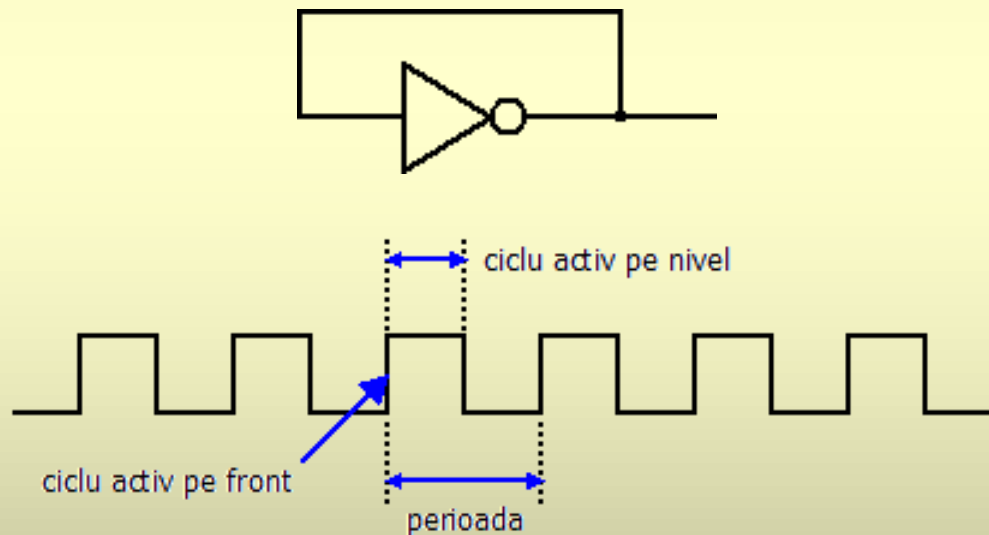 ciclu activ pe nivel
ciclu activ pe front
perioada